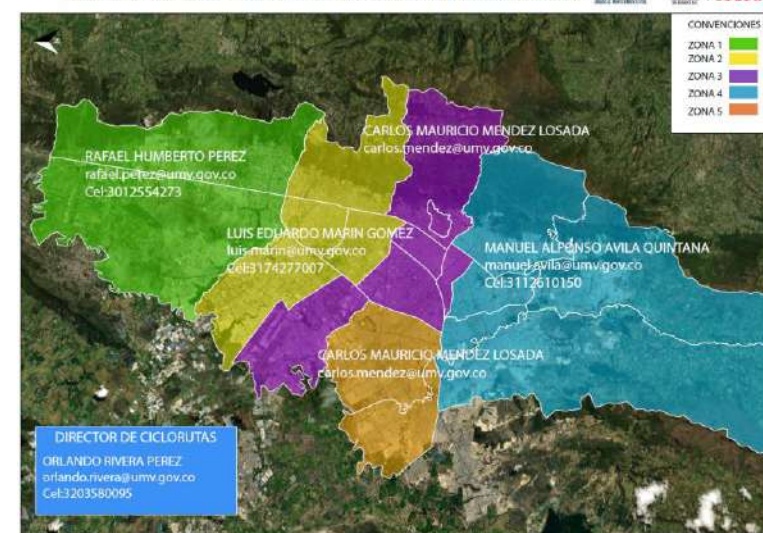 CONVENCIONES
ZONA 1
ZONA 2
ZONA 3
ZONA 4
ZONA 5
CARLOS MAURICIO MENDEZ LOSADA
carlos.mendez@umv.gov.co
RAFAEL HUMBERTO PEREZ
rafael.perez@umv.gov.co
Cel:3012554273
LUIS EDUARDO MARIN GOMEZ
luis.marin@umv.gov.co
Cel:3174277007
MANUEL ALFONSO AVILA QUINTANA
manuel.avila@umv.gov.co
Cel:3112610150
CARLOS MAURICIO MENDEZ LOSADA
carlos.mendez@umv.gov.co
DIRECTOR DE CICLORUTAS
ORLANDO RIVERA PEREZ
orlando.rivera@umv.gov.co
Cel:3203580095